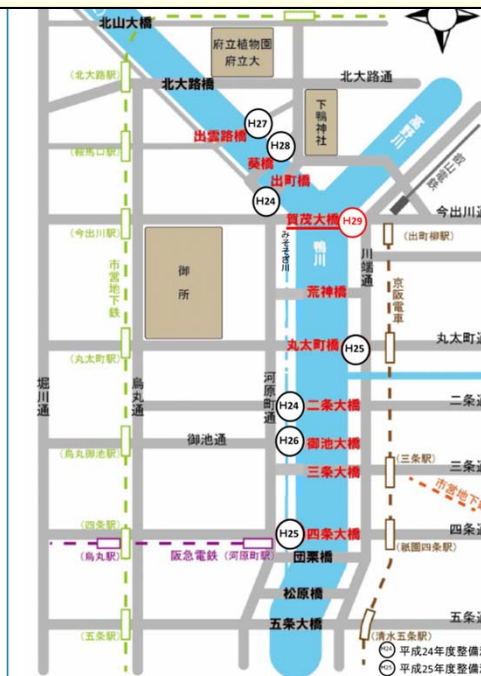 北山大橋
府立植物園
府立大
(北大路駅)
北大路橋
北大路通
下鴨神社
H27
出雲路橋
H28
高野川
(鞍馬口駅)
葵橋
叡山電鉄
出町橋
H24
賀茂大橋
H29
今出川通
(今出川駅)
みそそぎ川
(出町柳駅)
鴨川
川端通
市営地下鉄
御所
荒神橋
京阪電車
丸太町橋
H25
丸太町通
(丸太町駅)
堀川通
烏丸通
河原町通
H24
二条大橋
二条通
御池通
H26
御池大橋
(烏丸御池駅)
(三条駅)
三条大橋
三条通
市営地下鉄
(四条駅)
H25
四条大橋
四条通
(烏丸駅)
阪急電鉄
(河原町駅)
(祇園四条駅)
団栗橋
松原橋
五条大橋
五条通
(五条駅)
(清水五条駅)
H24 平成24年度整備済
H25 平成25年度整備